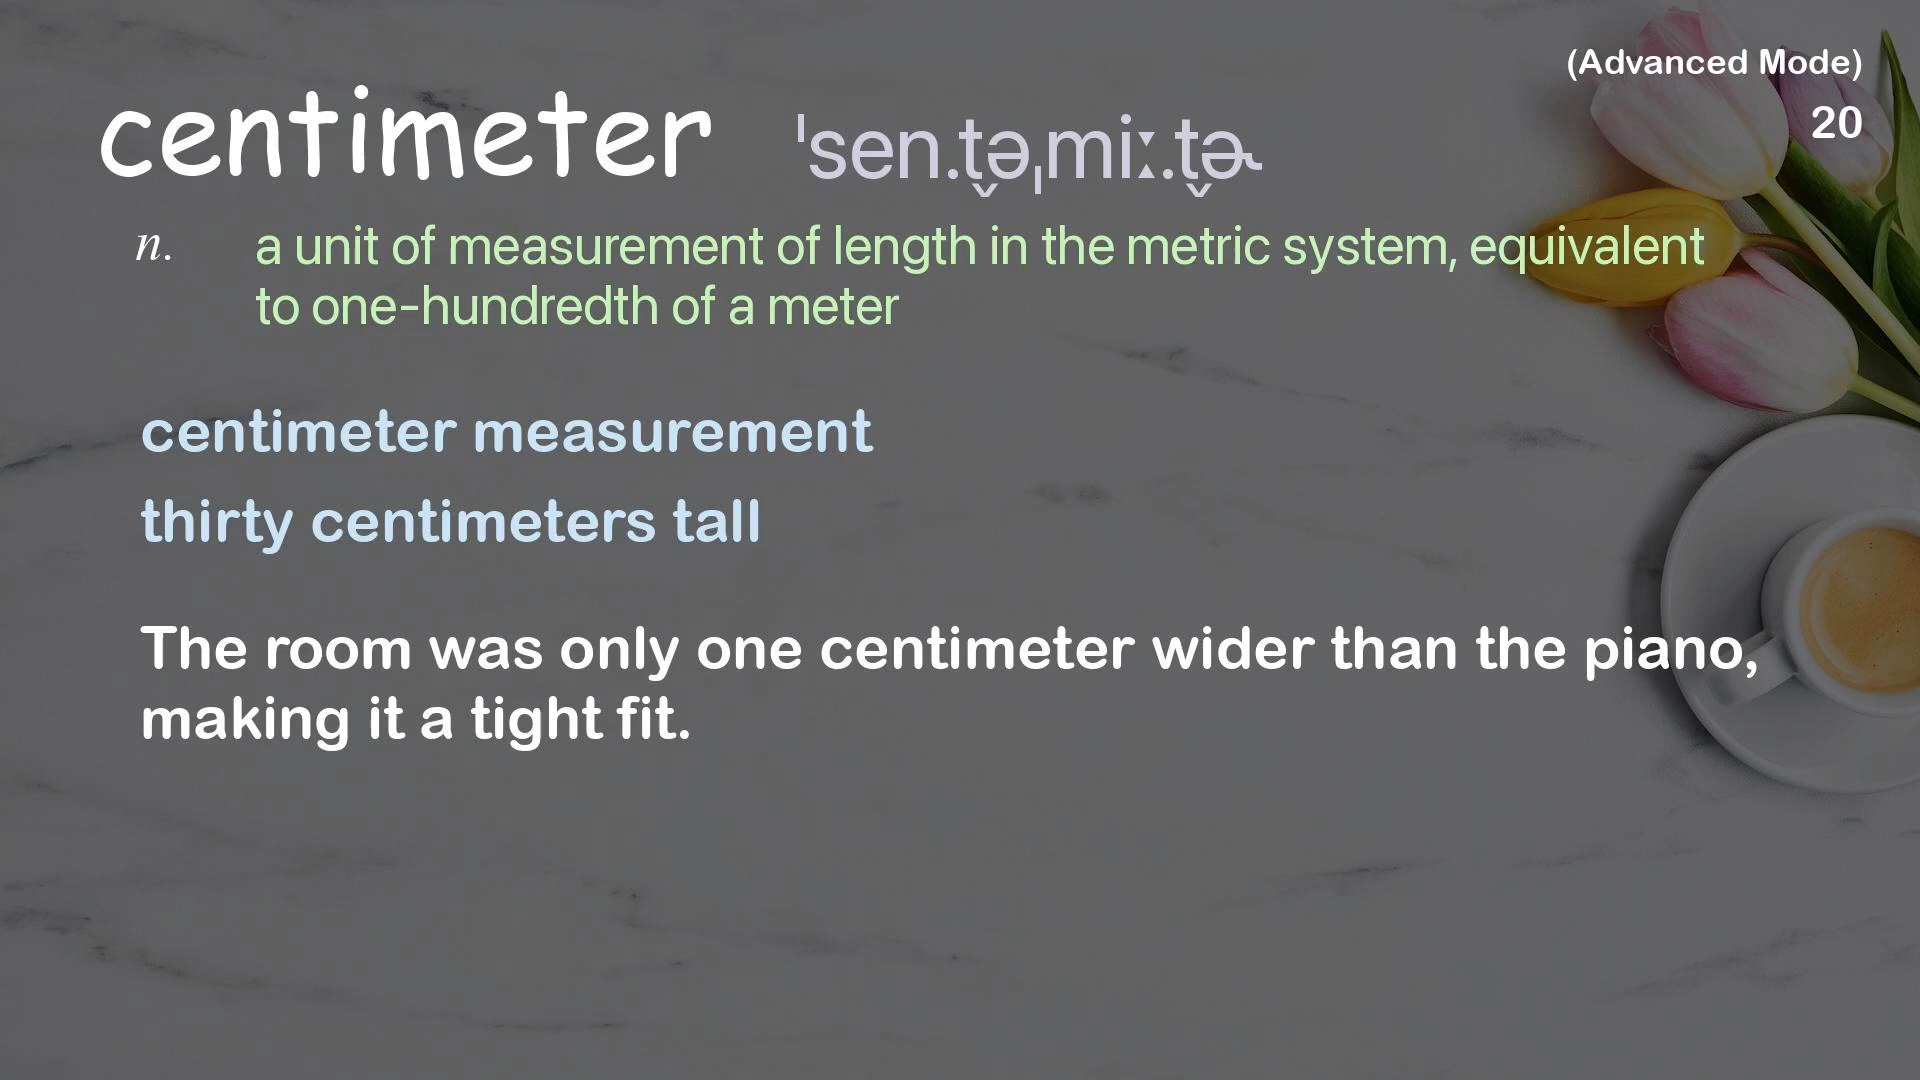 (Advanced Mode)
20
centimeter ˈsen.t̬əˌmiː.t̬ɚ
n. a unit of measurement of length in the metric system, equivalent
to one-hundredth of a meter
centimeter measurement
thirty centimeters tall
The room was only one centimeter wider than the piano,
making it a tight fit.